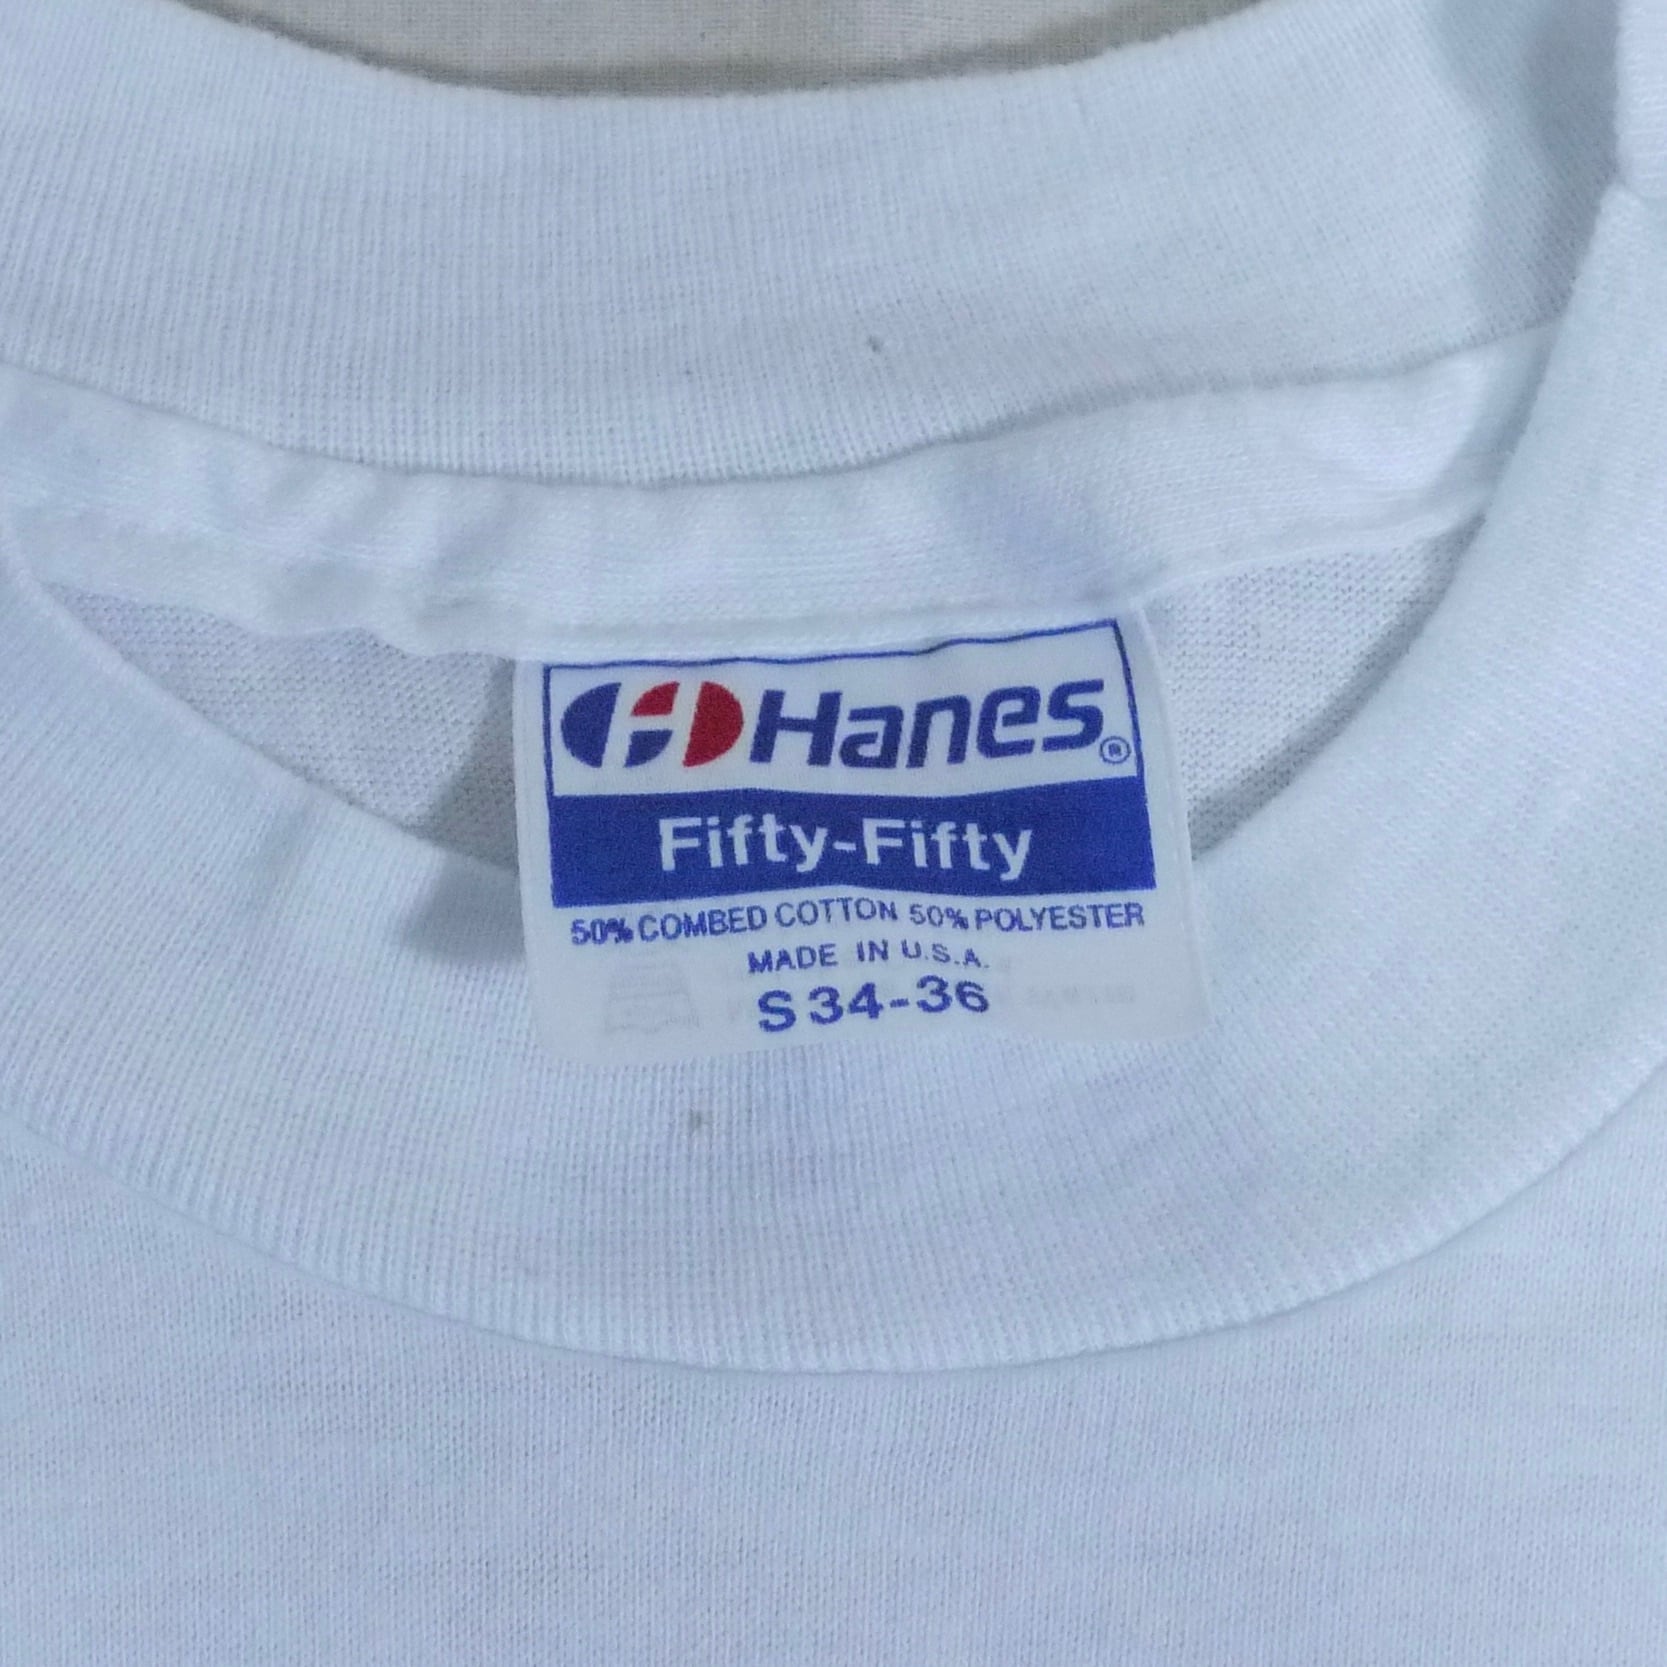 Hanes®
Fifty-Fifty
50% COMBED COTTON 50% POLYESTER
MADE IN U.S.A.
S 34-36